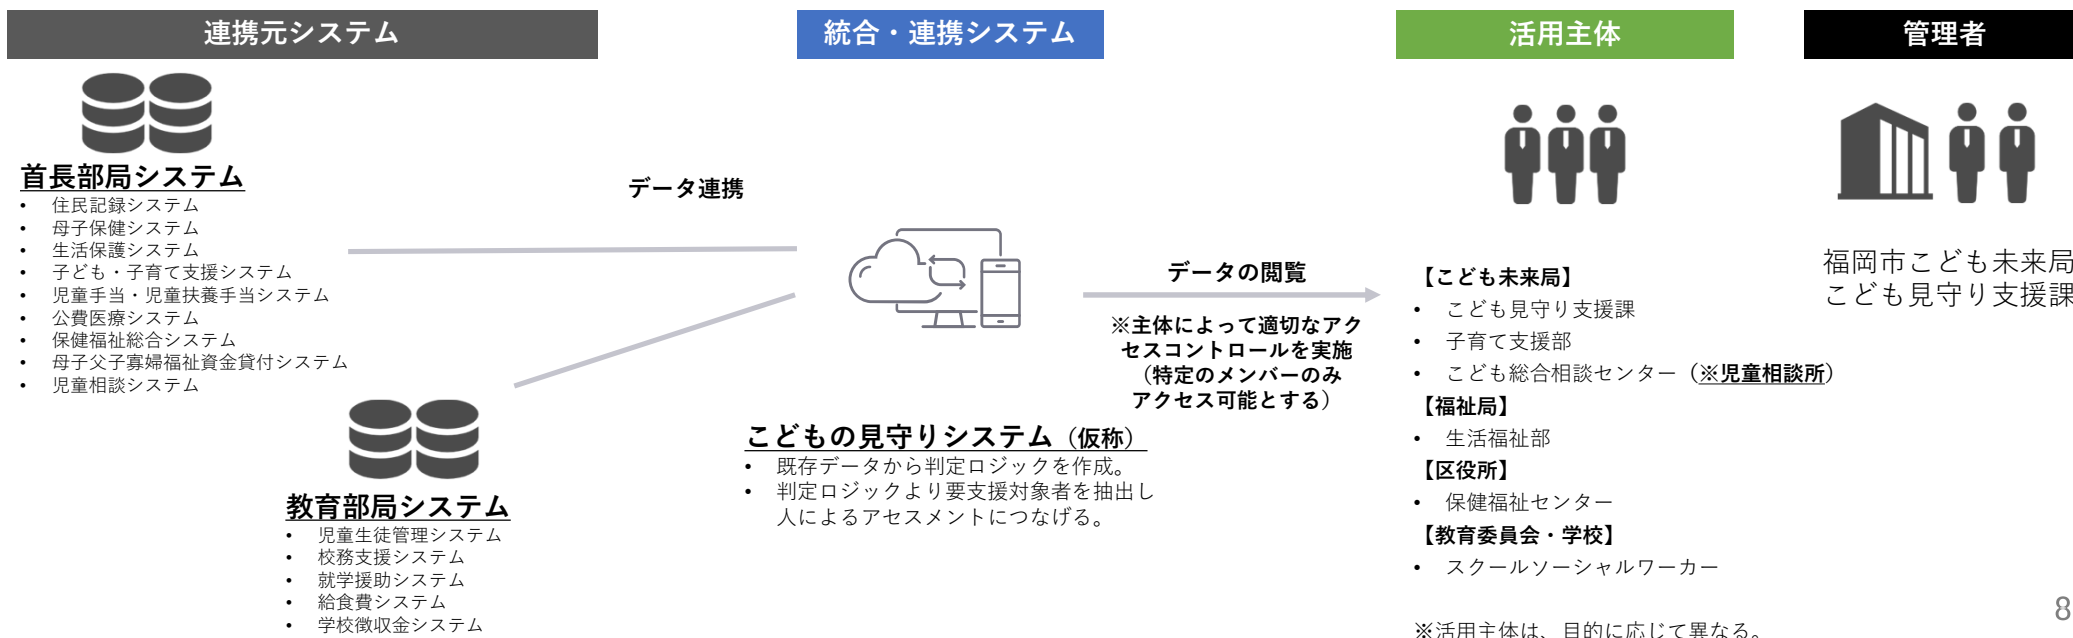 連携元システム
統合・連携システム
活用主体
管理者
首長部局システム
• 住民記録システム
• 母子保健システム
• 生活保護システム
• 子ども・子育て支援システム
• 児童手当・児童扶養手当システム
• 公費医療システム
• 保健福祉総合システム
• 母子父子寡婦福祉資金貸付システム
• 児童相談システム
教育部局システム
• 児童生徒管理システム
• 校務支援システム
• 就学援助システム
• 給食費システム
• 学校徴収金システム
データ連携
こどもの見守りシステム（仮称）
• 既存データから判定ロジックを作成。
• 判定ロジックより要支援対象者を抽出し
人によるアセスメントにつなげる。
データの閲覧
※主体によって適切なアク
セスコントロールを実施
（特定のメンバーのみ
アクセス可能とする）
【こども未来局】
• こども見守り支援課
• 子育て支援部
• こども総合相談センター（※児童相談所）
【福祉局】
• 生活福祉部
【区役所】
• 保健福祉センター
【教育委員会・学校】
• スクールソーシャルワーカー
※活用主体は、目的に応じて異なる。
福岡市こども未来局
こども見守り支援課
8